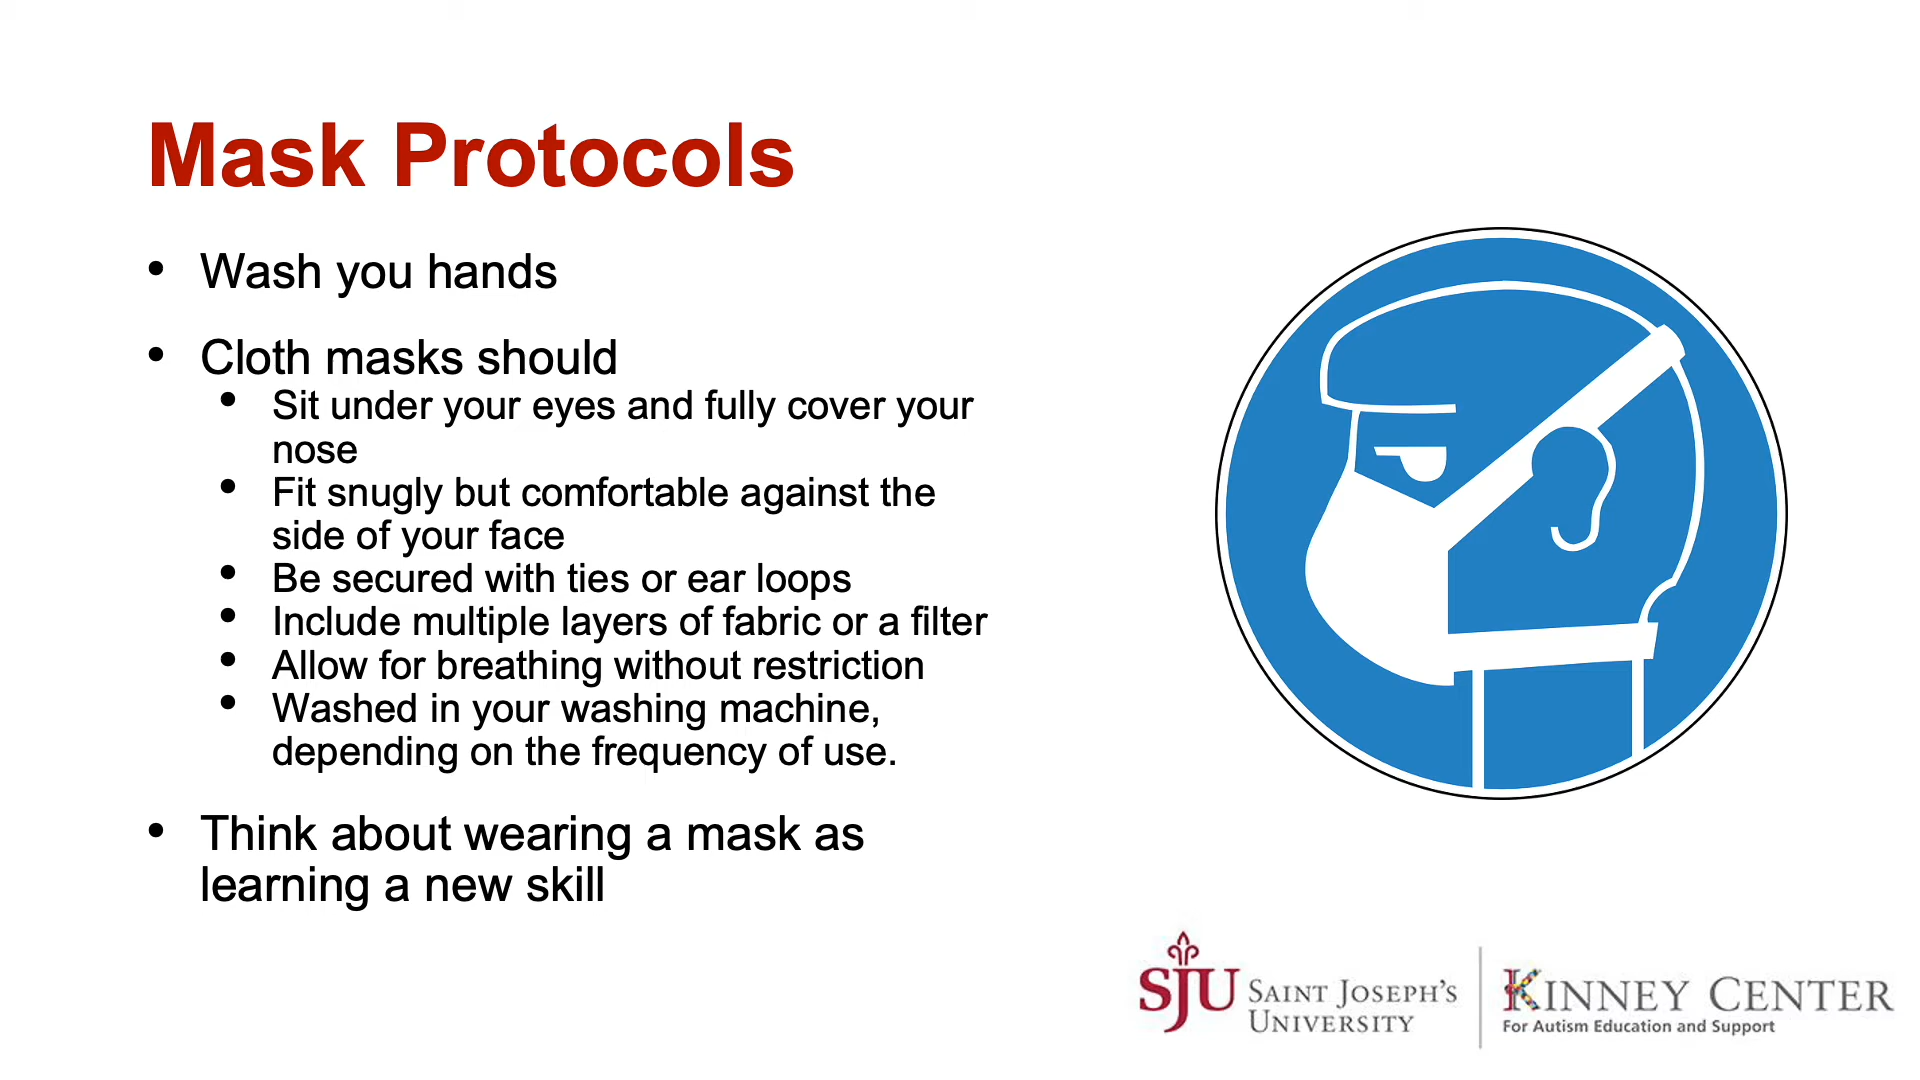 Mask Protocols
• Wash you hands
• Cloth masks should
• Sit under your eyes and fully cover your
nose
• Fit snugly but comfortable against the
side of your face
• Be secured with ties or ear loops
• Include multiple layers of fabric or a filter
• Allow for breathing without restriction
• Washed in your washing machine,
depending on the frequency of use.
• Think about wearing a mask as
learning a new skill
SJU SAINT JOSEPH'S
UNIVERSITY
KINNEY CENTER
For Autism Education and Support